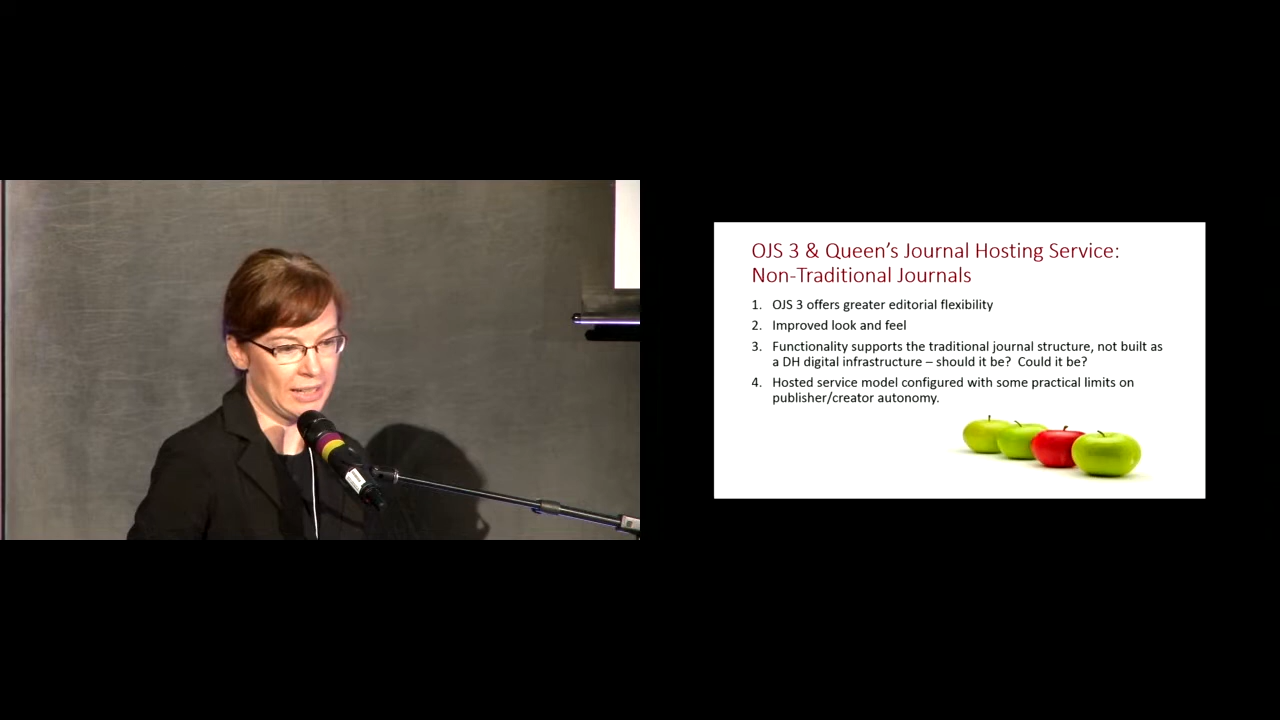 OJS 3 & Queen's Journal Hosting Service:
Non-Traditional Journals
1. OJS 3 offers greater editorial flexibility
2. Improved look and feel
3. Functionality supports the traditional journal structure, not built as
a DH digital infrastructure – should it be?  Could it be?
4. Hosted service model configured with some practical limits on
publisher/creator autonomy.